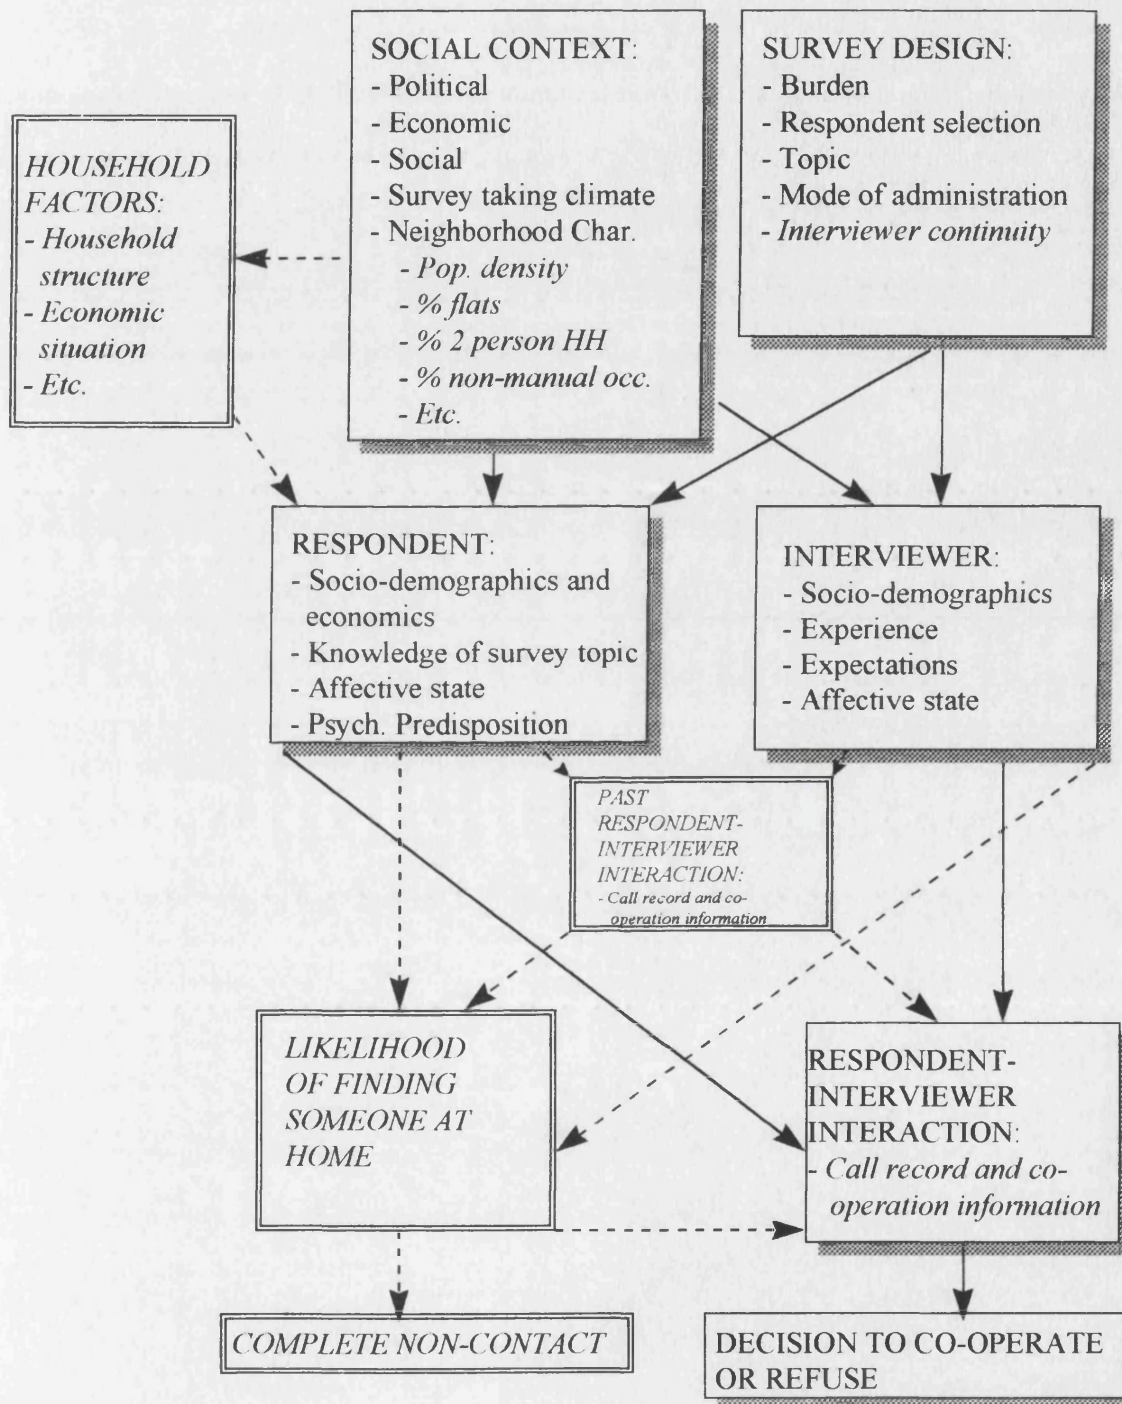 SOCIAL CONTEXT:
- Political
- Economic
- Social
- Survey taking climate
- Neighborhood Char.
- Pop. density
- % flats
- % 2 person HH
- % non-manual occ.
- Etc.
SURVEY DESIGN:
- Burden
- Respondent selection
- Topic
- Mode of administration
- Interviewer continuity
HOUSEHOLD
FACTORS:
- Household
structure
- Economic
situation
- Etc.
RESPONDENT:
- Socio-demographics and
economics
- Knowledge of survey topic
- Affective state
- Psych. Predisposition
INTERVIEWER:
- Socio-demographics
- Experience
- Expectations
- Affective state
PAST
RESPONDENT-
INTERVIEWER
INTERACTION:
- Call record and co-
operation information
LIKELIHOOD
OF FINDING
SOMEONE AT
HOME
RESPONDENT-
INTERVIEWER
INTERACTION:
- Call record and co-
operation information
COMPLETE NON-CONTACT
DECISION TO CO-OPERATE
OR REFUSE